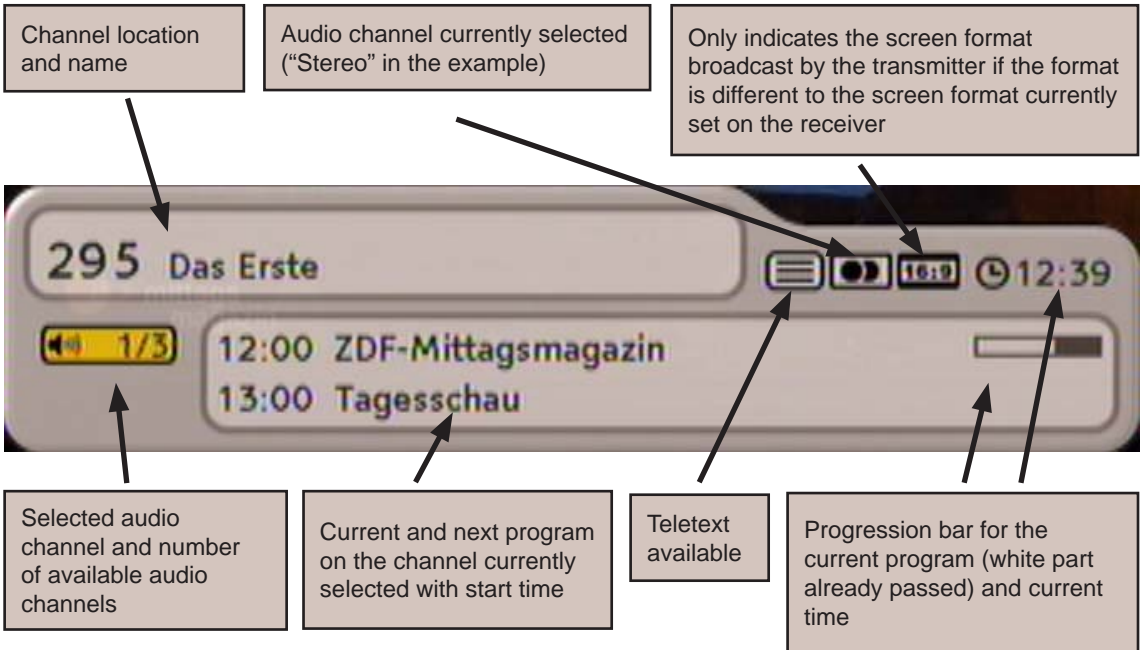 Channel location
and name
Audio channel currently selected
(“Stereo” in the example)
Only indicates the screen format
broadcast by the transmitter if the format
is different to the screen format currently
set on the receiver
295 Das Erste
16:9
12:39
mittags
magazin
1/3
12:00 ZDF-Mittagsmagazin
13:00 Tagesschau
Selected audio
channel and number
of available audio
channels
Current and next program
on the channel currently
selected with start time
Teletext
available
Progression bar for the
current program (white part
already passed) and current
time